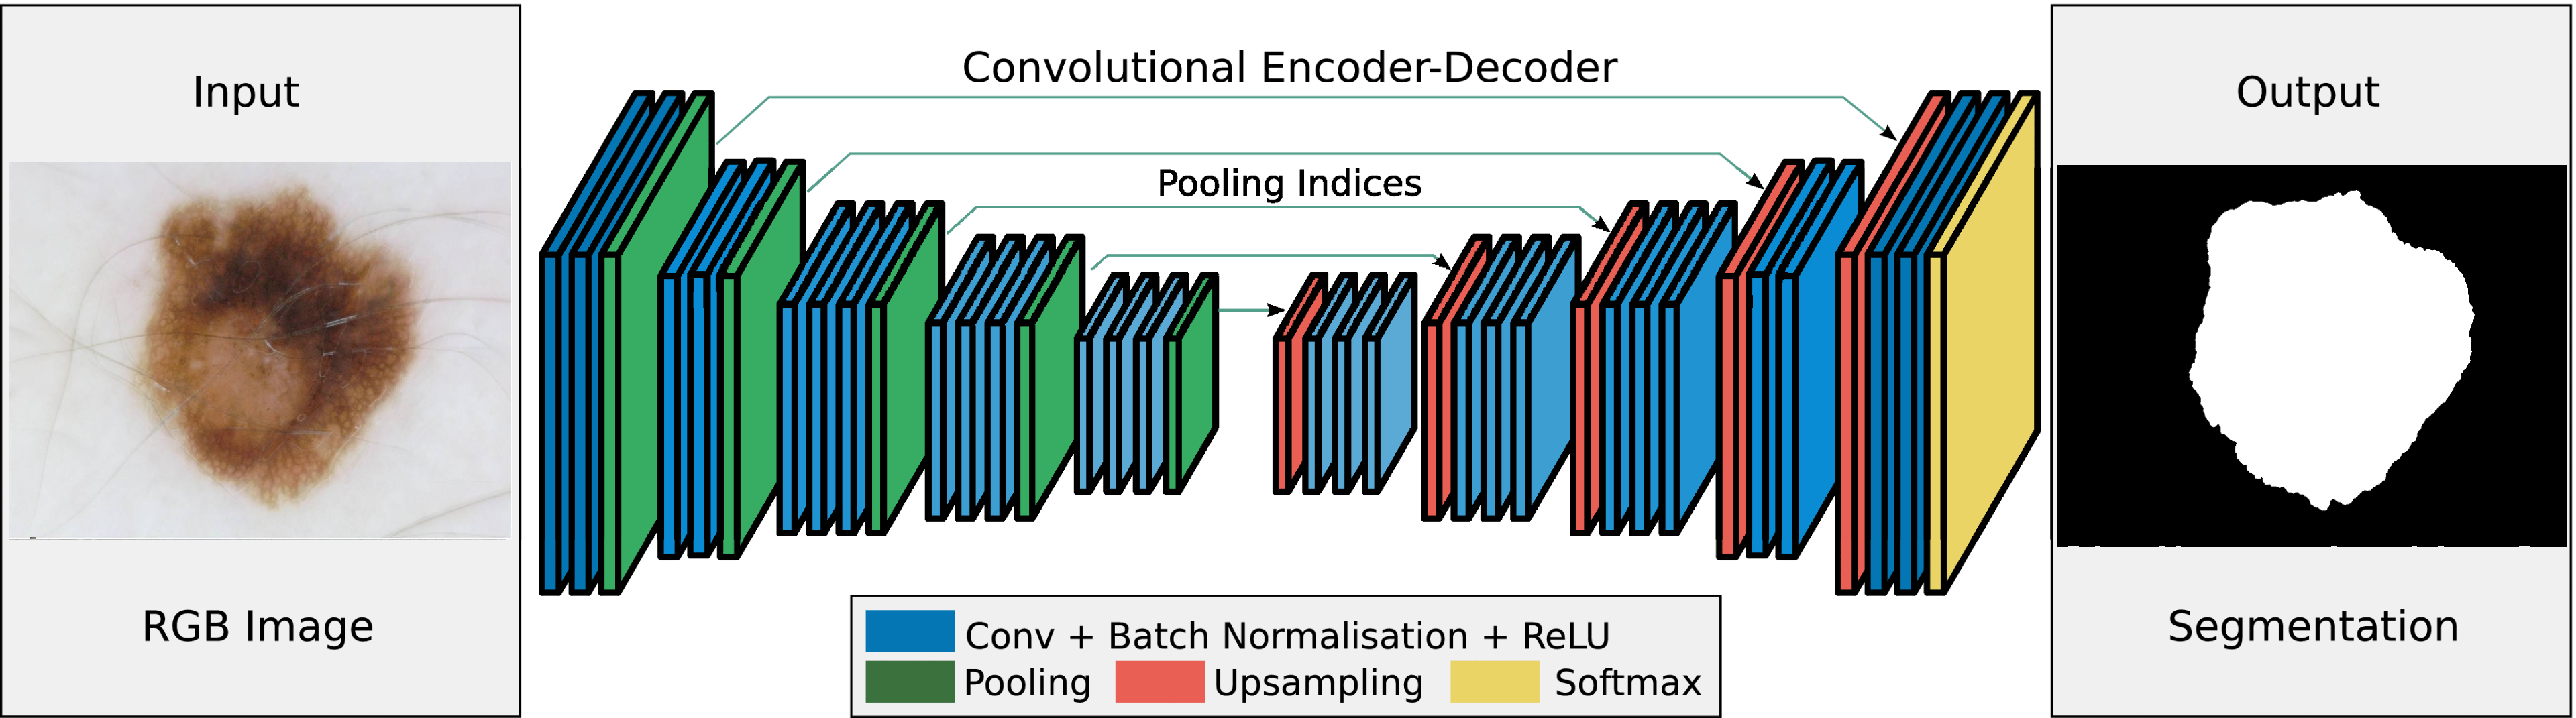 Input
RGB Image
Convolutional Encoder-Decoder
Pooling Indices
Conv + Batch Normalisation + ReLU
Pooling Upsampling Softmax
Output
Segmentation